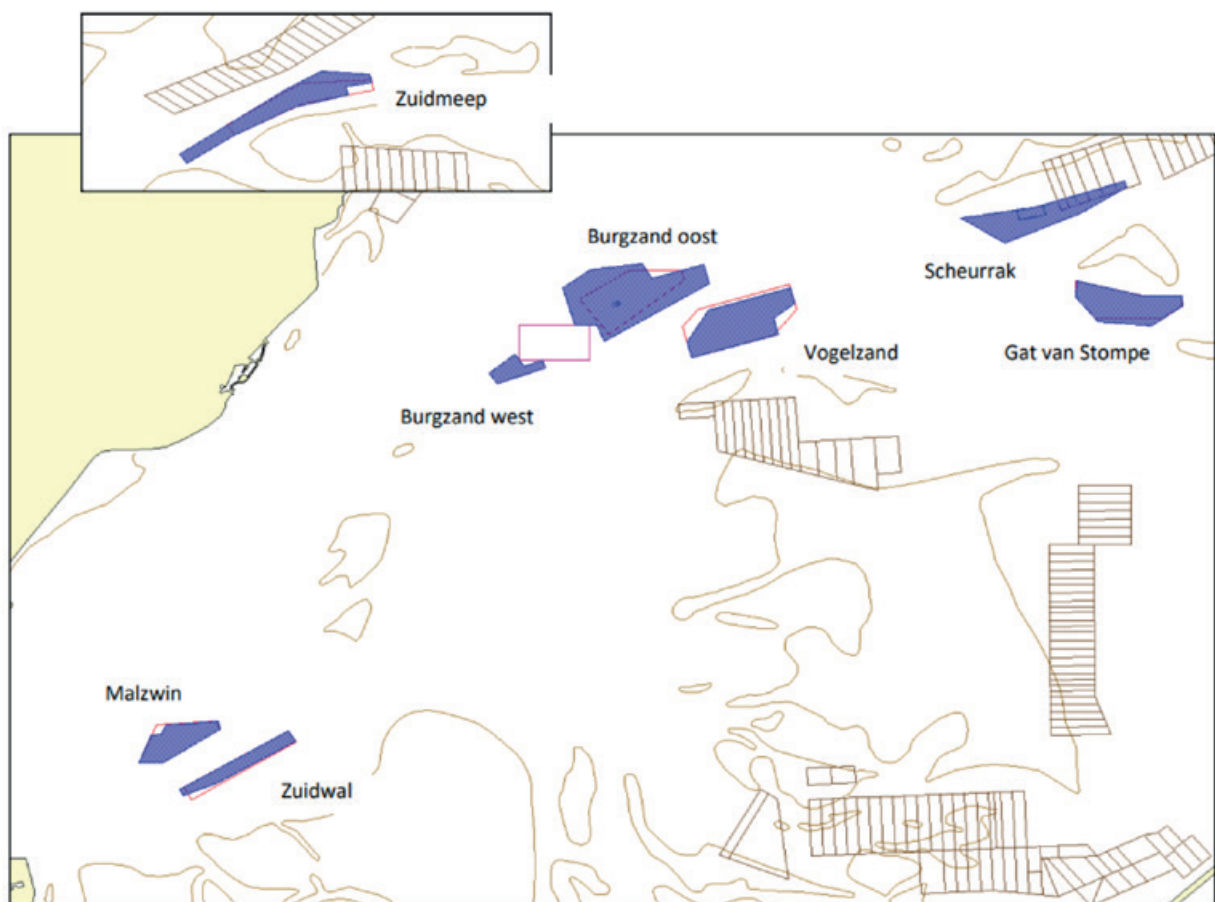 Zuidmeep
Burgzand oost
Scheurrak
Vogelzand
Gat van Stompe
Burgzand west
Malzwin
Zuidwal